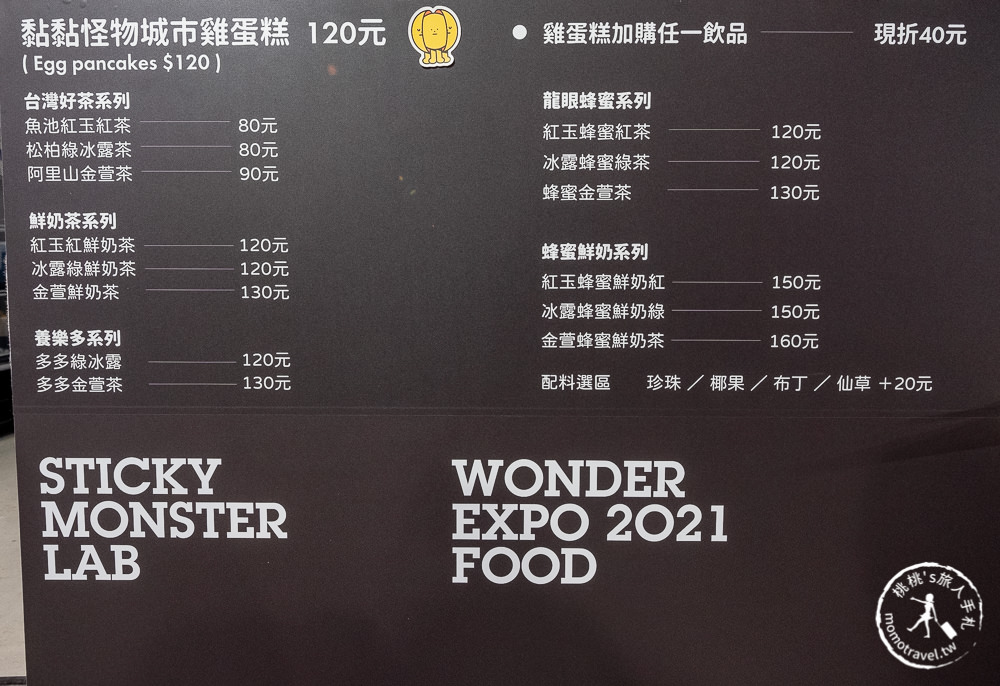 黏黏怪物城市雞蛋糕 120元
( Egg pancakes $120 )
台灣好茶系列
魚池紅玉紅茶 80元
松柏綠冰露茶 80元
阿里山金萱茶 90元
鮮奶茶系列
紅玉紅鮮奶茶 120元
冰露綠鮮奶茶 120元
金萱鮮奶茶 130元
養樂多系列
多多綠冰露 120元
多多金萱茶 130元
● 雞蛋糕加購任一飲品 現折40元
龍眼蜂蜜系列
紅玉蜂蜜紅茶 120元
冰露蜂蜜綠茶 120元
蜂蜜金萱茶 130元
蜂蜜鮮奶系列
紅玉蜂蜜鮮奶紅 150元
冰露蜂蜜鮮奶綠 150元
金萱蜂蜜鮮奶茶 160元
配料選區 珍珠 ／ 椰果 ／ 布丁 ／ 仙草 ＋20元
STICKY
MONSTER
LAB
WONDER
EXPO 2021
FOOD
桃桃's旅人手札
momotravel.tw